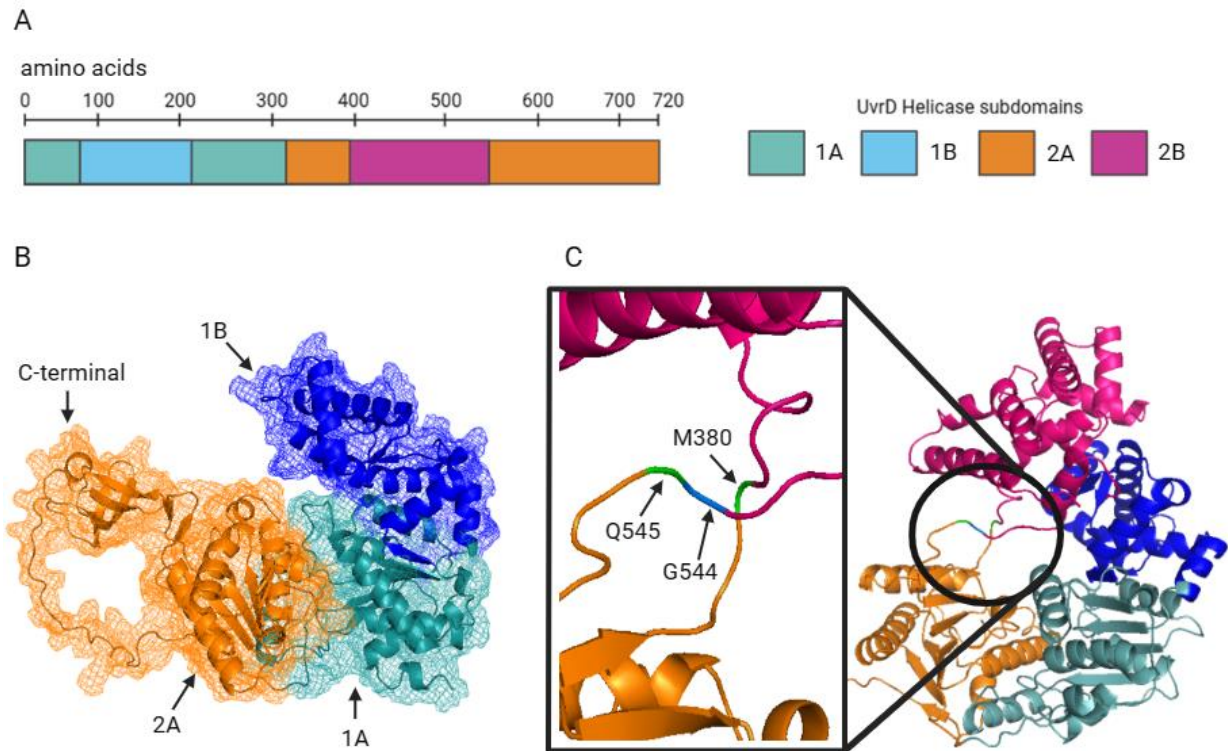 A
amino acids
0 100 200 300 400 500 600 700 720
UvrD Helicase subdomains
1A 1B 2A 2B
B
C
1B
C-terminal
2A
1A
M380
Q545
G544